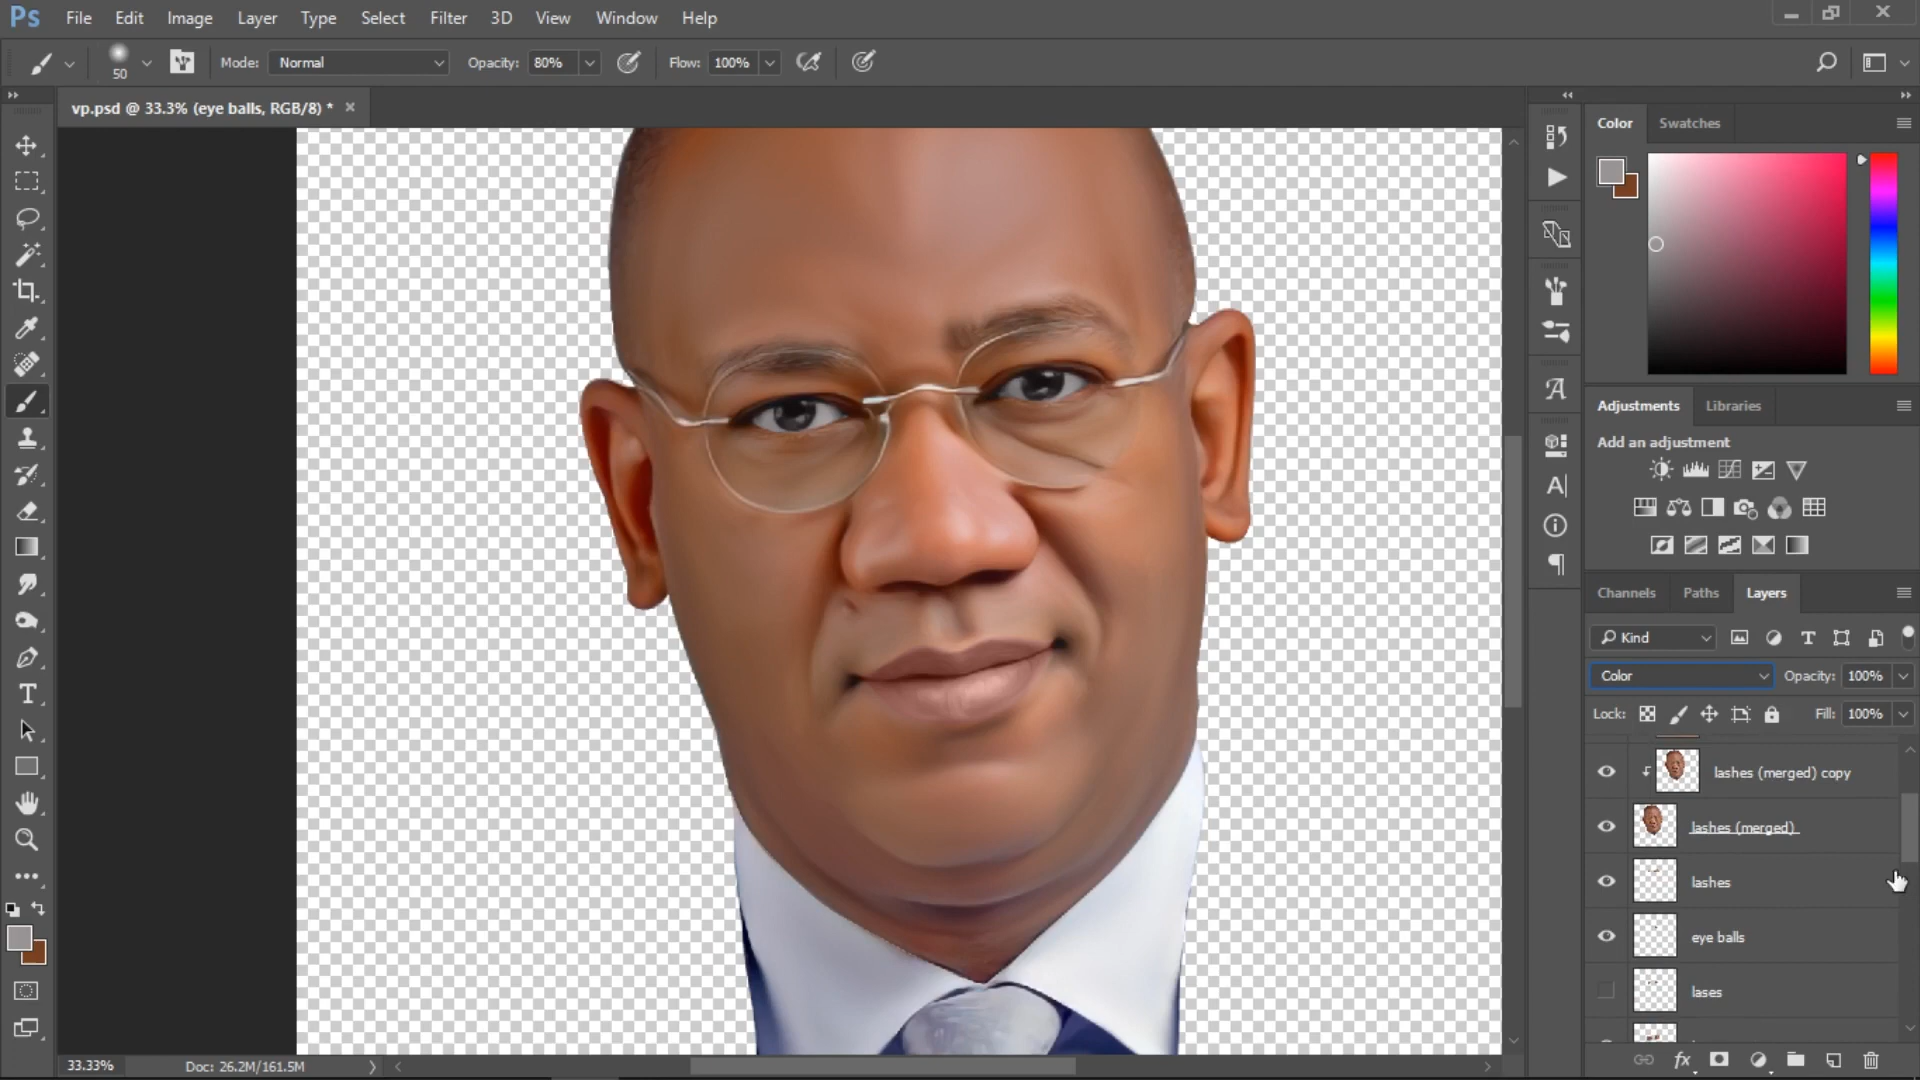 Ps File Edit Image Layer Type Select Filter 3D View Window Help
50 Mode: Normal Opacity: 80% Flow: 100%
vp.psd @ 33.3% (eye balls, RGB/8) * ×
Color Swatches
Adjustments Libraries
Add an adjustment
Channels Paths Layers
Kind
Color Opacity: 100%
Lock: Fill: 100%
lashes (merged) copy
lashes (merged)
lashes
eye balls
lases
33.33% Doc: 26.2M/161.5M